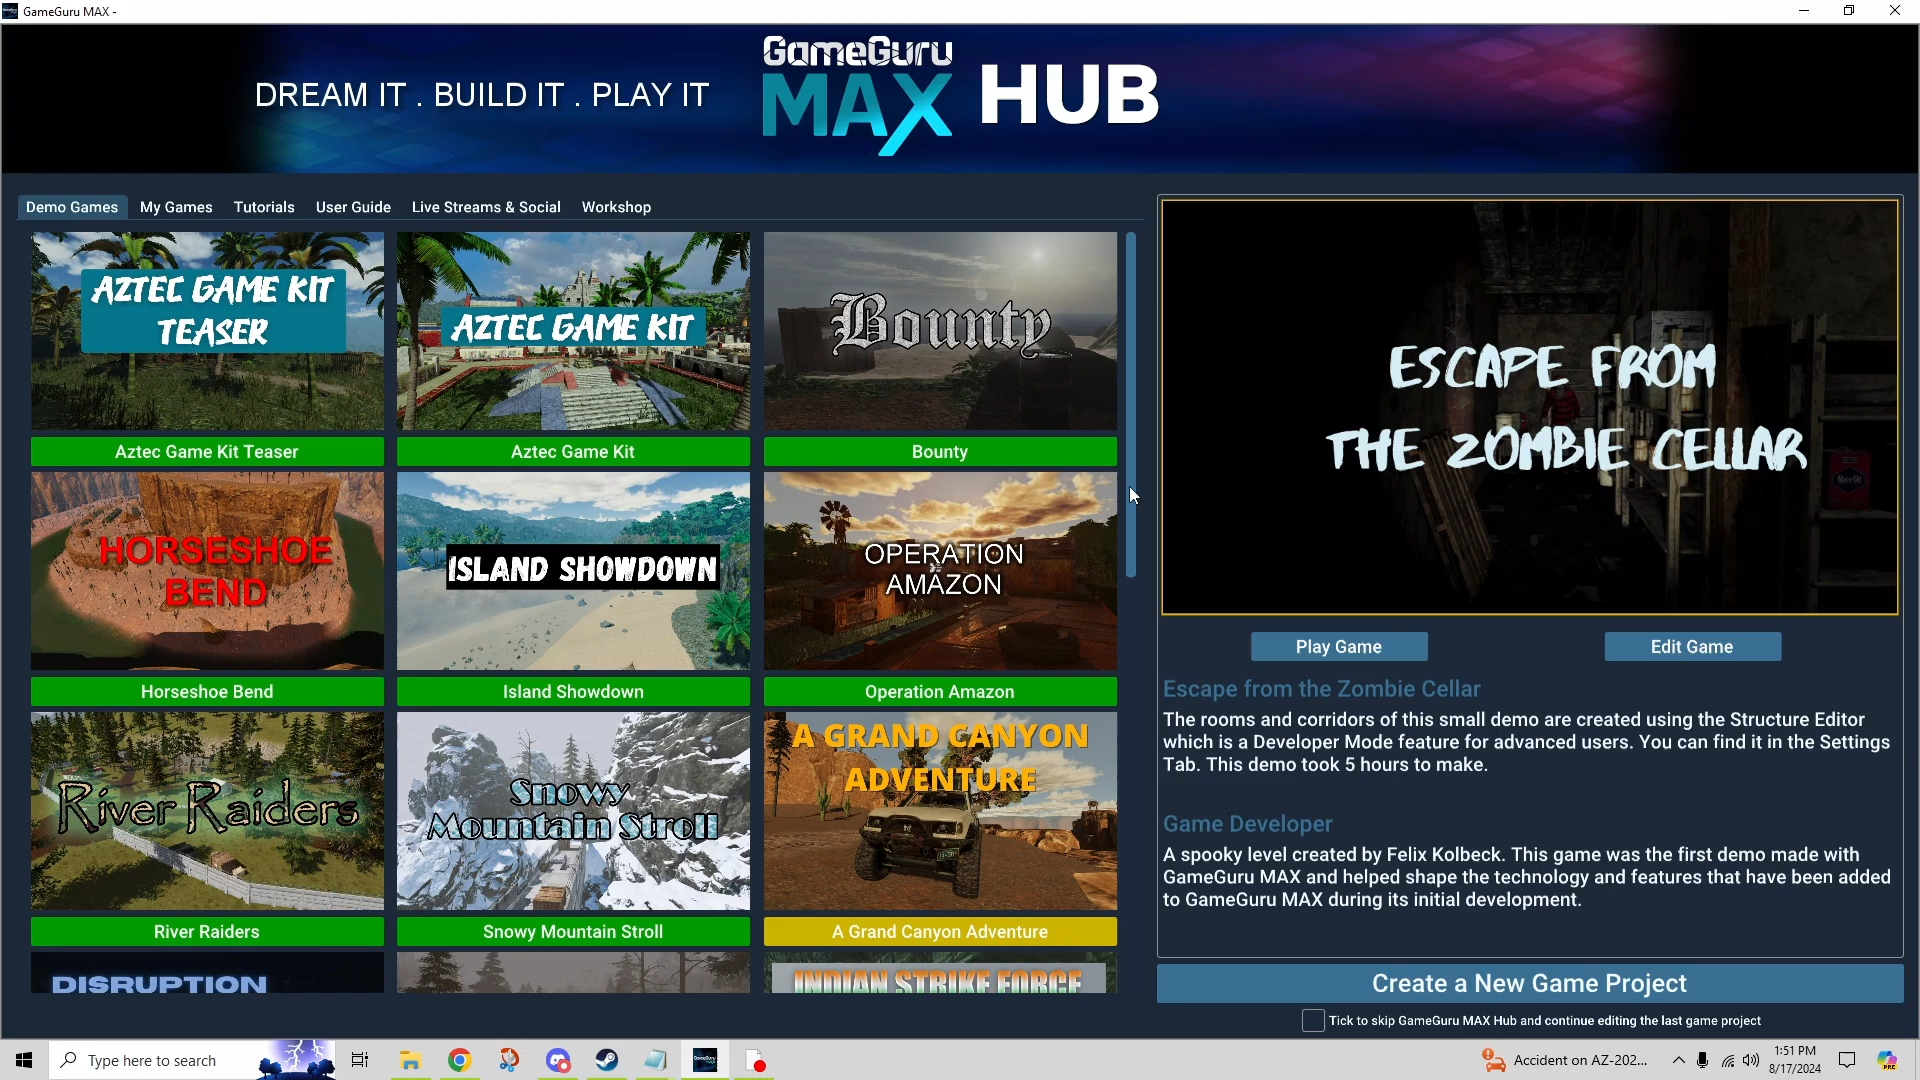 GameGuru MAX -
DREAM IT . BUILD IT . PLAY IT
GameGuru
MAX HUB
Demo Games My Games Tutorials User Guide Live Streams & Social Workshop
AZTEC GAME KIT
TEASER
AZTEC GAME KIT
Bounty
Aztec Game Kit Teaser
Aztec Game Kit
Bounty
HORSESHOE
BEND
ISLAND SHOWDOWN
OPERATION
AMAZON
Horseshoe Bend
Island Showdown
Operation Amazon
River Raiders
Snowy
Mountain Stroll
A GRAND CANYON
ADVENTURE
River Raiders
Snowy Mountain Stroll
A Grand Canyon Adventure
DISRUPTION
INDIAN STRIKE FORCE
ESCAPE FROM
THE ZOMBIE CELLAR
Play Game
Edit Game
Escape from the Zombie Cellar
The rooms and corridors of this small demo are created using the Structure Editor
which is a Developer Mode feature for advanced users. You can find it in the Settings
Tab. This demo took 5 hours to make.
Game Developer
A spooky level created by Felix Kolbeck. This game was the first demo made with
GameGuru MAX and helped shape the technology and features that have been added
to GameGuru MAX during its initial development.
Create a New Game Project
Tick to skip GameGuru MAX Hub and continue editing the last game project
Type here to search
Accident on AZ-202...
1:51 PM
8/17/2024
PRE